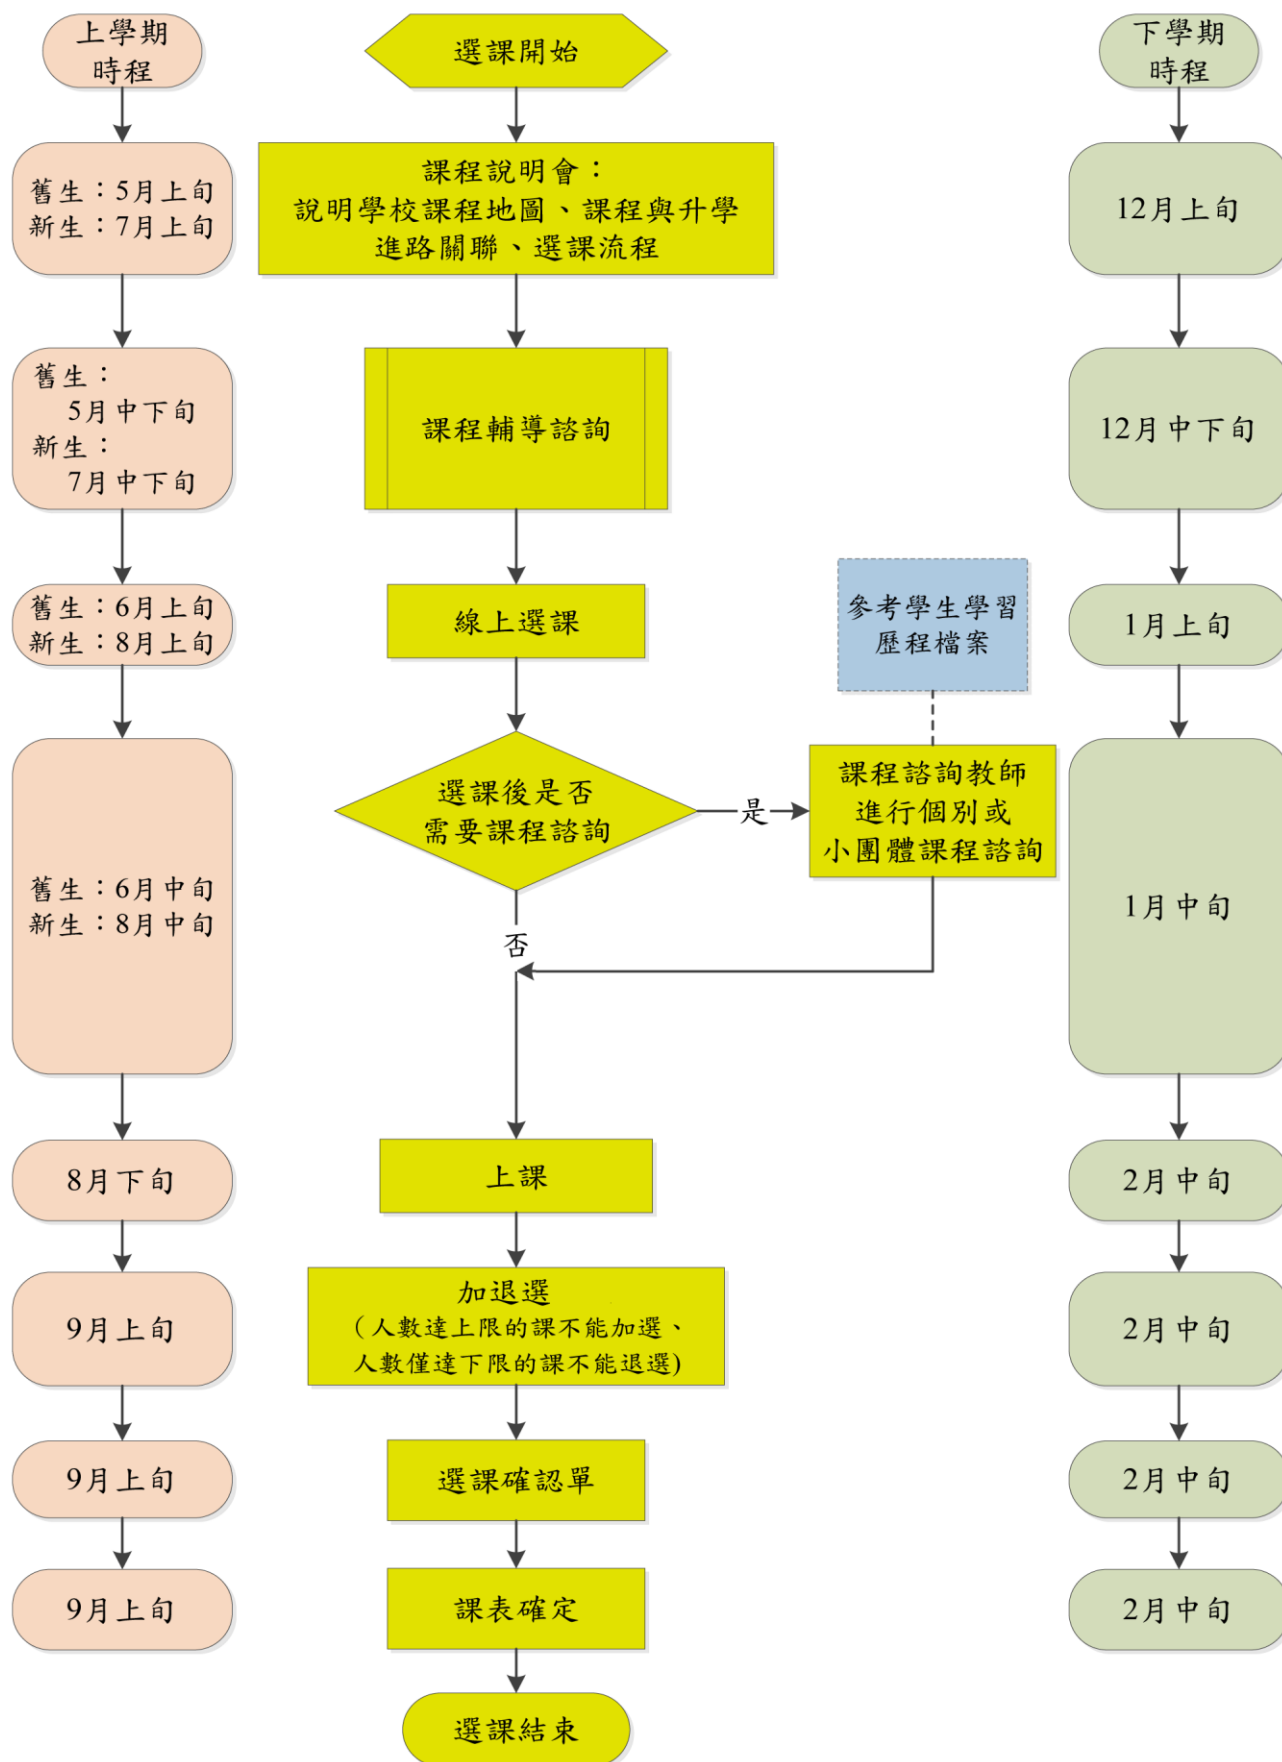 上學期
時程
選課開始
下學期
時程
舊生：5月上旬
新生：7月上旬
課程說明會：
說明學校課程地圖、課程與升學
進路關聯、選課流程
12月上旬
舊生：
5月中下旬
新生：
7月中下旬
課程輔導諮詢
12月中下旬
舊生：6月上旬
新生：8月上旬
線上選課
參考學生學習
歷程檔案
1月上旬
舊生：6月中旬
新生：8月中旬
選課後是否
需要課程諮詢
是
課程諮詢教師
進行個別或
小團體課程諮詢
否
1月中旬
8月下旬
上課
2月中旬
9月上旬
加退選
（人數達上限的課不能加選、
人數僅達下限的課不能退選)
2月中旬
9月上旬
選課確認單
2月中旬
9月上旬
課表確定
2月中旬
選課結束